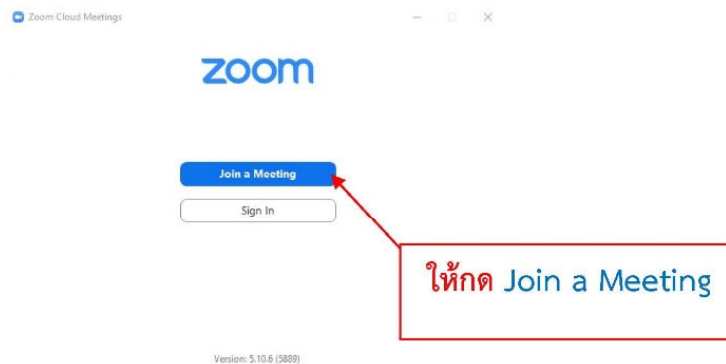 Zoom Cloud Meetings
zoom
Join a Meeting
Sign In
ให้กด Join a Meeting
Version: 5.10.6 (5889)